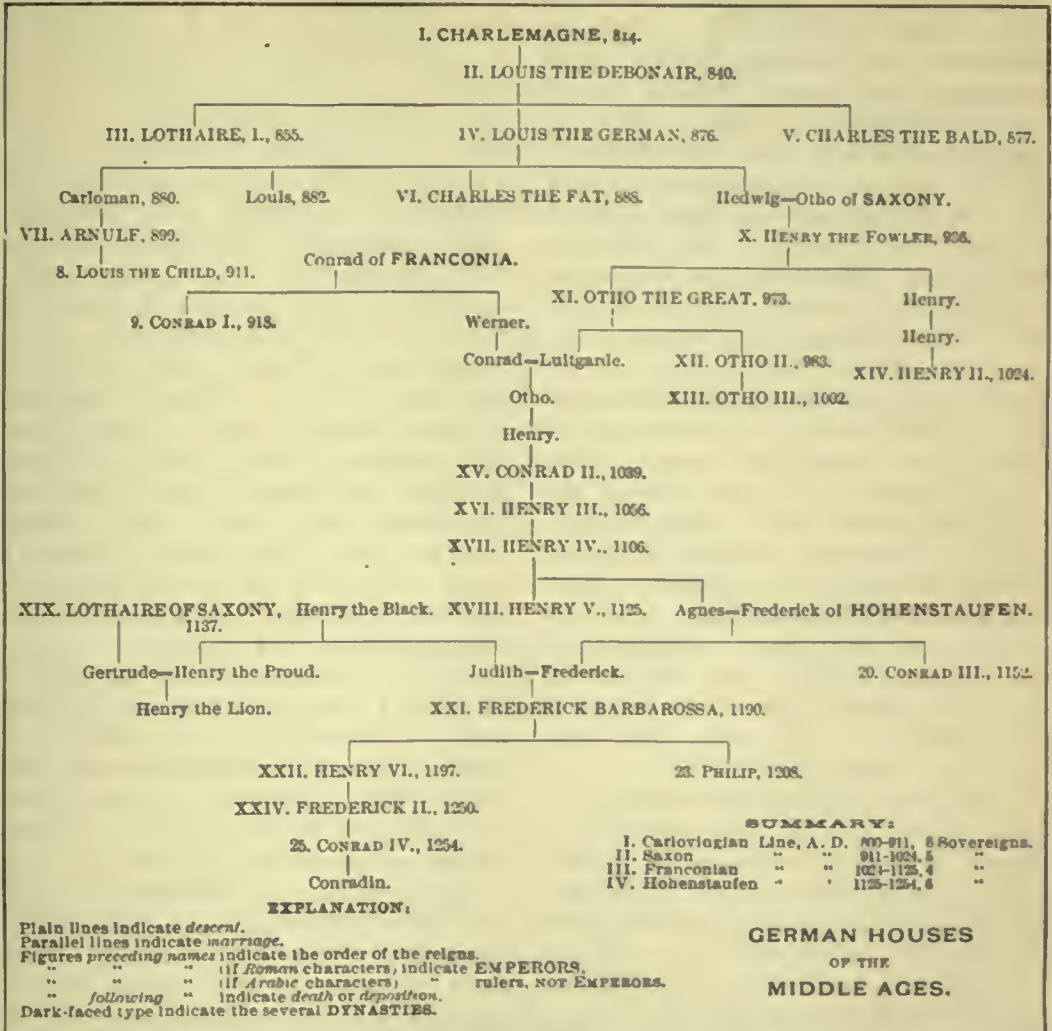 I. CHARLEMAGNE, 814.
II. LOUIS THE DEBONAIR, 840.
III. LOTHAIRE, I., 855. IV. LOUIS THE GERMAN, 876. V. CHARLES THE BALD, 877.
Carloman, 880. Louis, 882. VI. CHARLES THE FAT, 888. Hedwig=Otho of SAXONY.
VII. ARNULF, 899. X. HENRY THE FOWLER, 936.
8. LOUIS THE CHILD, 911. Conrad of FRANCONIA.
XI. OTHO THE GREAT, 973. Henry.
9. CONRAD I., 918. Werner. Henry.
Conrad=Luitgarde. XII. OTHO II., 983. XIV. HENRY II., 1024.
Otho. XIII. OTHO III., 1002.
Henry.
XV. CONRAD II., 1039.
XVI. HENRY III., 1056.
XVII. HENRY IV., 1106.
XIX. LOTHAIRE OF SAXONY, Henry the Black. XVIII. HENRY V., 1125. Agnes=Frederick of HOHENSTAUFEN.
1137.
Gertrude=Henry the Proud. Judith=Frederick. 20. CONRAD III., 1152.
Henry the Lion. XXI. FREDERICK BARBAROSSA, 1190.
XXII. HENRY VI., 1197. 23. PHILIP, 1208.
XXIV. FREDERICK II., 1250.
25. CONRAD IV., 1254.
Conradin.
SUMMARY:
I. Carlovingian Line, A. D. 800-911, 8 Sovereigns.
II. Saxon " " 911-1024, 5 "
III. Franconian " " 1024-1125, 4 "
IV. Hohenstaufen " " 1125-1254, 6 "
EXPLANATION:
Plain lines indicate descent.
Parallel lines indicate marriage.
Figures preceding names indicate the order of the reigns.
" " " (if Roman characters) indicate EMPERORS.
" " " (if Arabic characters) " rulers, NOT EMPERORS.
" following " indicate death or deposition.
Dark-faced type indicate the several DYNASTIES.
GERMAN HOUSES
OF THE
MIDDLE AGES.